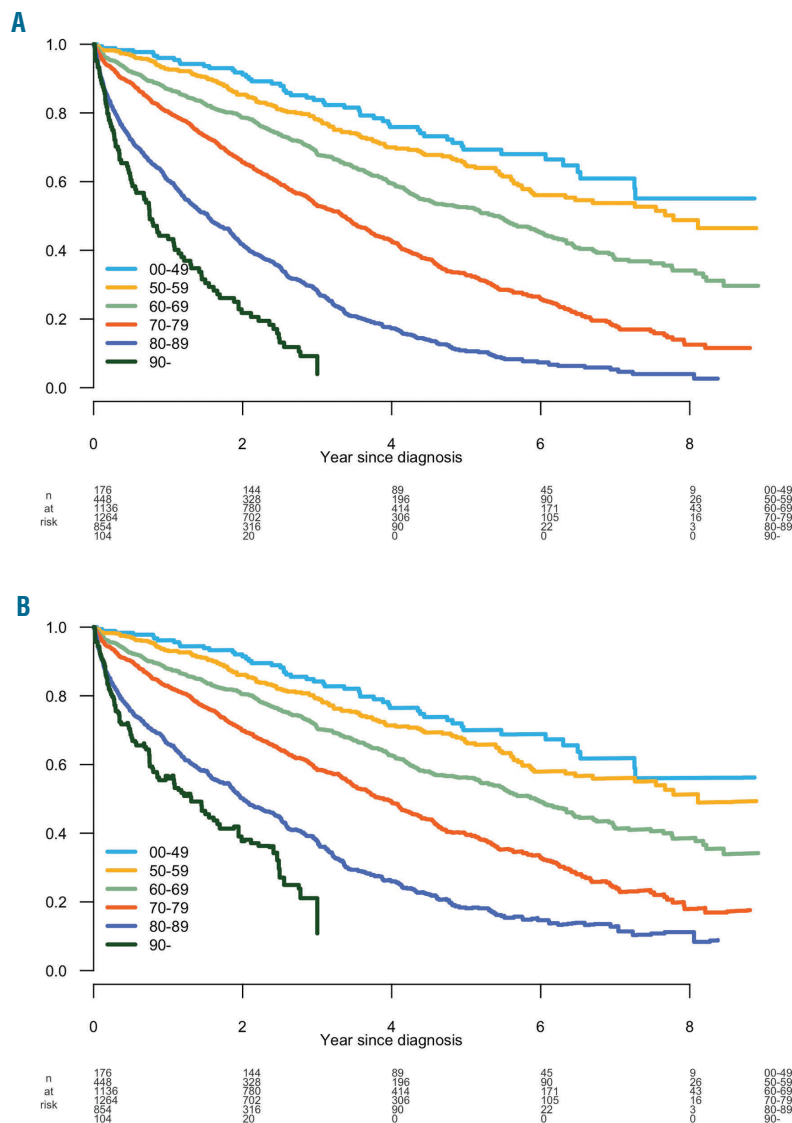 A
1.0
0.8
0.6
0.4
0.2
0.0
00-49
50-59
60-69
70-79
80-89
90-
0 2 4 6 8
Year since diagnosis
n
at
risk
176 144 89 45 9 00-49
448 328 196 90 26 50-59
1136 780 414 171 43 60-69
1264 702 306 105 16 70-79
854 316 90 22 3 80-89
104 20 0 0 0 90-
B
1.0
0.8
0.6
0.4
0.2
0.0
00-49
50-59
60-69
70-79
80-89
90-
0 2 4 6 8
Year since diagnosis
n
at
risk
176 144 89 45 9 00-49
448 328 196 90 26 50-59
1136 780 414 171 43 60-69
1264 702 306 105 16 70-79
854 316 90 22 3 80-89
104 20 0 0 0 90-